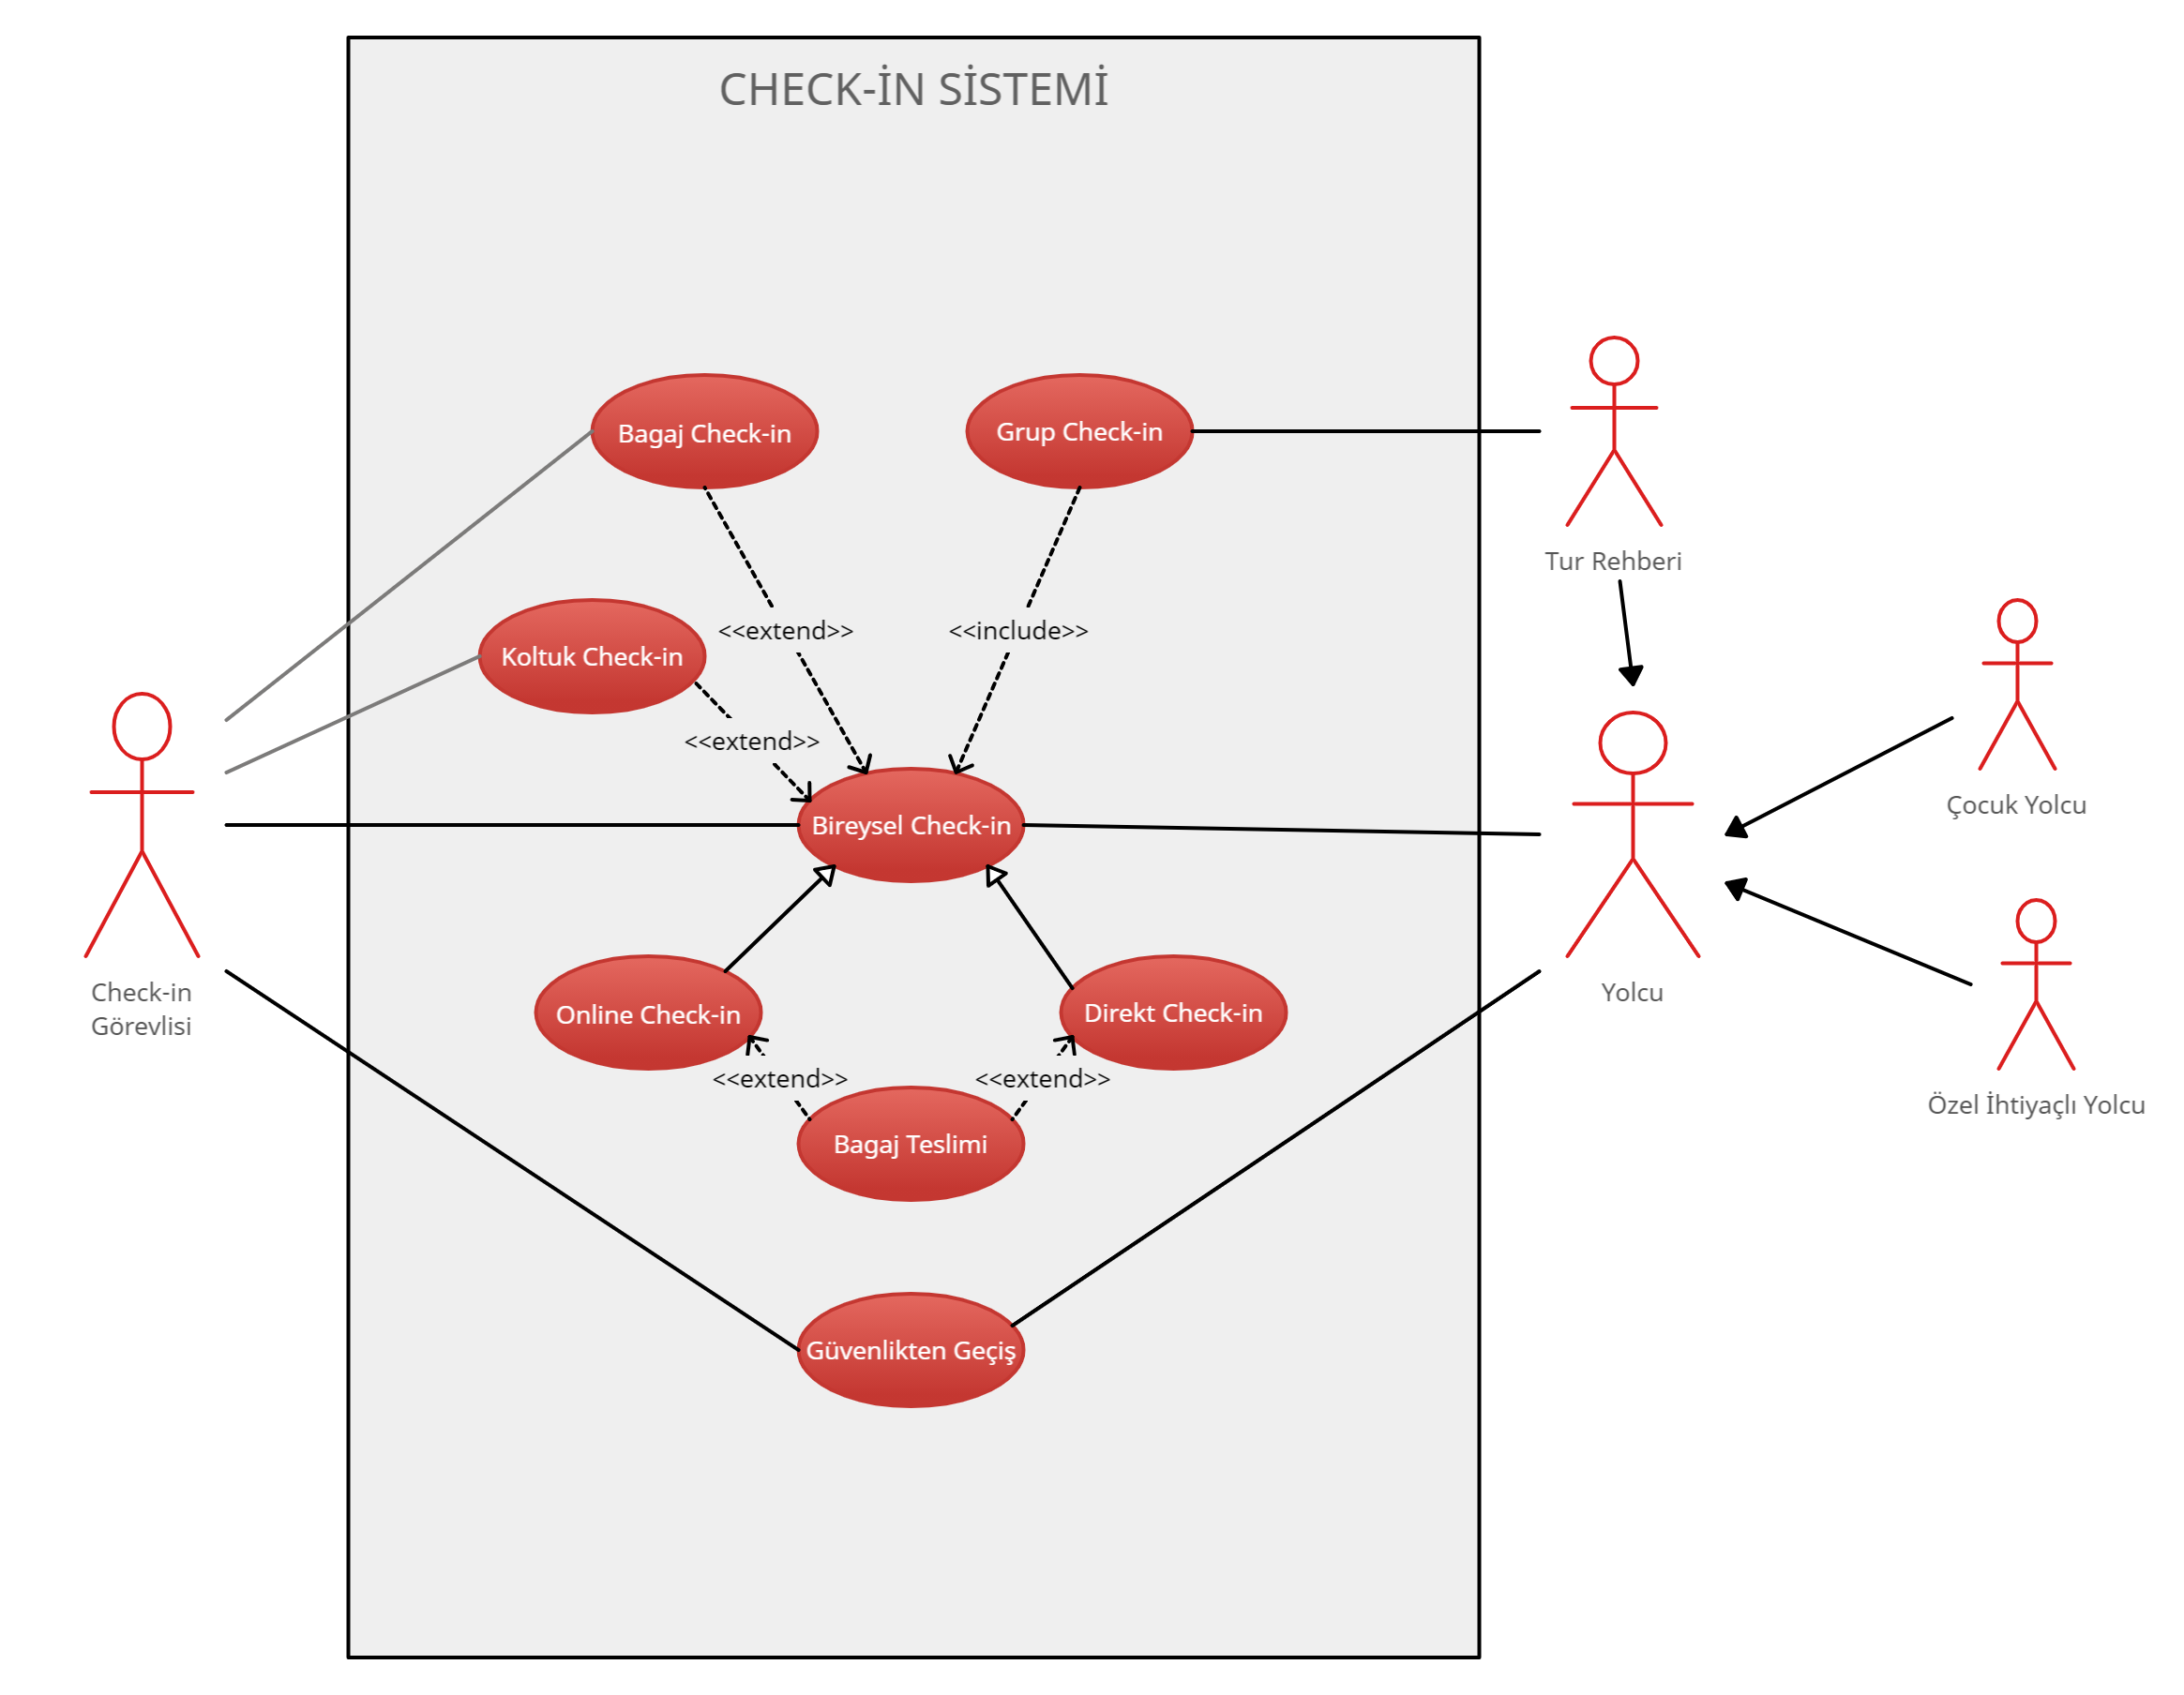 CHECK-İN SİSTEMİ
Bagaj Check-in
Grup Check-in
Tur Rehberi
<<extend>>
<<include>>
Koltuk Check-in
<<extend>>
Çocuk Yolcu
Bireysel Check-in
Check-in
Görevlisi
Yolcu
Online Check-in
Direkt Check-in
<<extend>>
<<extend>>
Özel İhtiyaçlı Yolcu
Bagaj Teslimi
Güvenlikten Geçiş